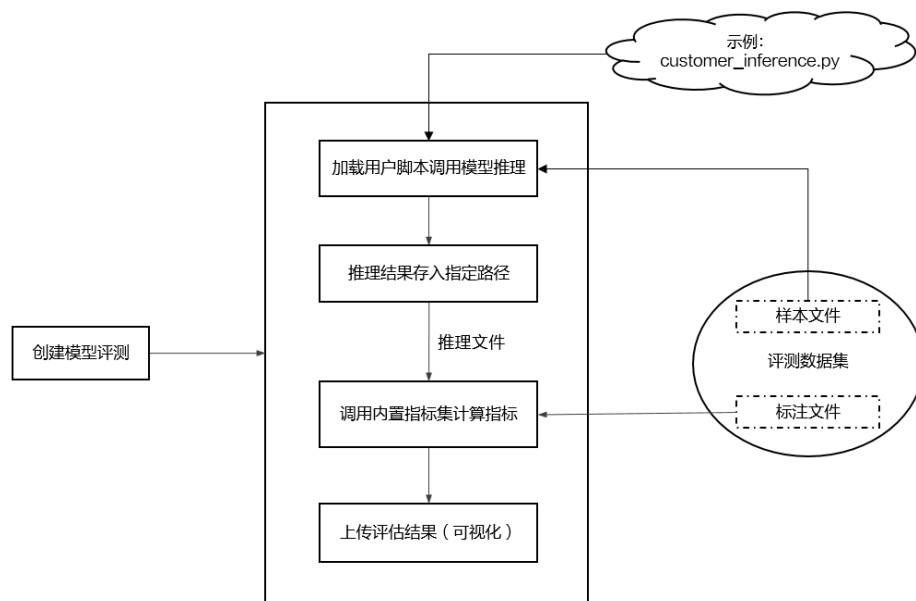 示例：
customer_inference.py
加载用户脚本调用模型推理
推理结果存入指定路径
样本文件
创建模型评测
推理文件
评测数据集
调用内置指标集计算指标
标注文件
上传评估结果（可视化）